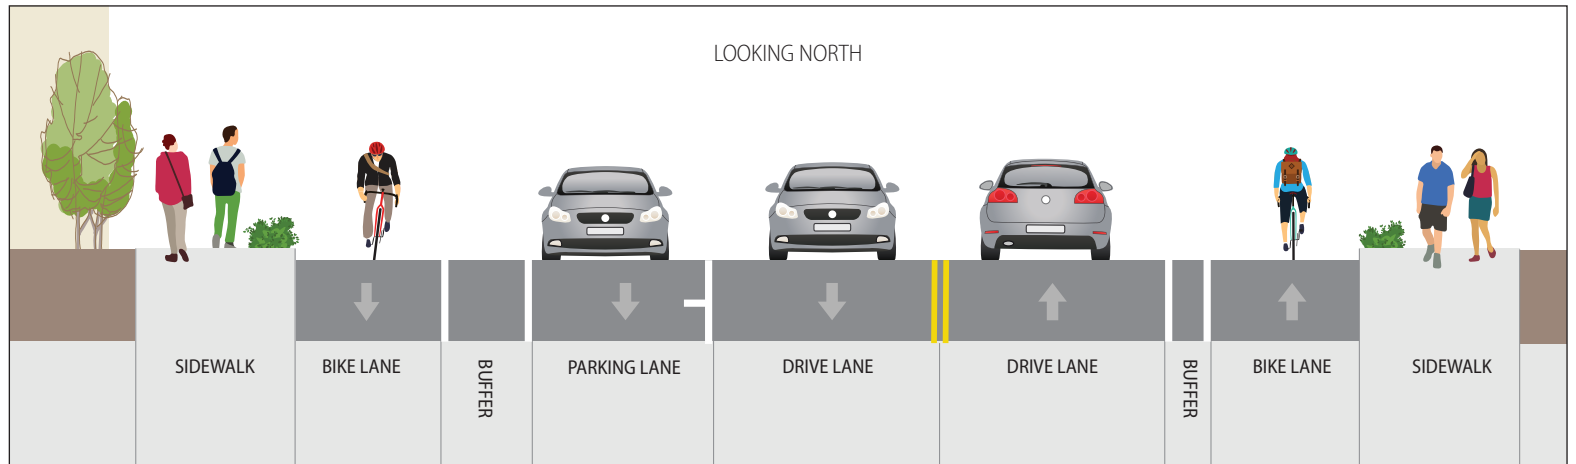 LOOKING NORTH
SIDEWALK
BIKE LANE
BUFFER
PARKING LANE
DRIVE LANE
DRIVE LANE
BUFFER
BIKE LANE
SIDEWALK